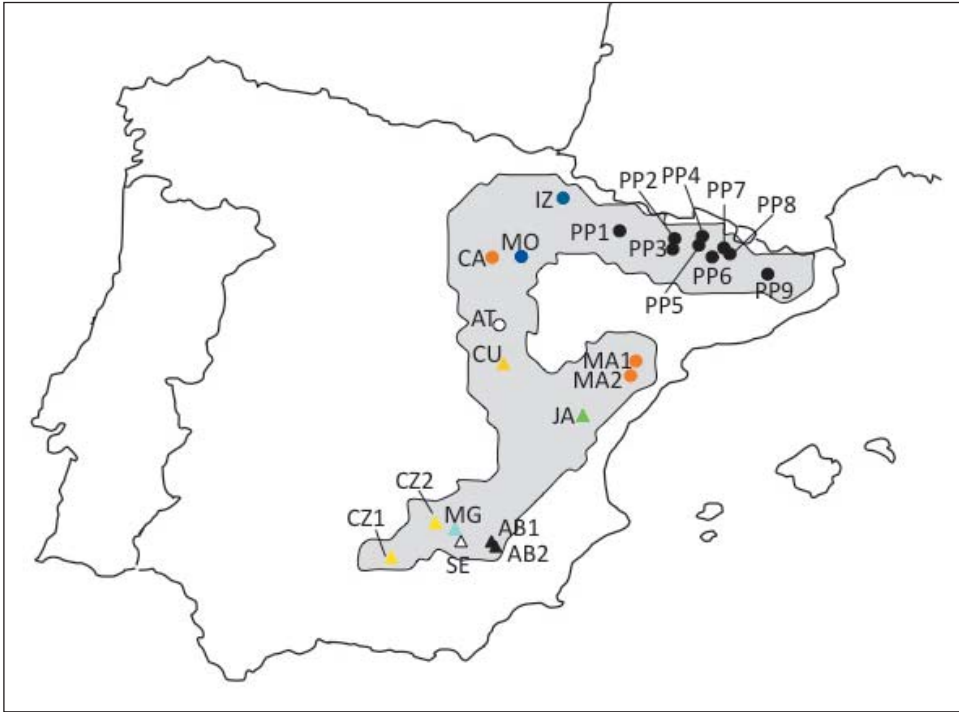 PP2
PP4
PP7
PP8
IZ
PP1
PP3
PP6
PP5
PP9
CA
MO
AT
CU
MA1
MA2
JA
CZ2
CZ1
MG
SE
AB1
AB2